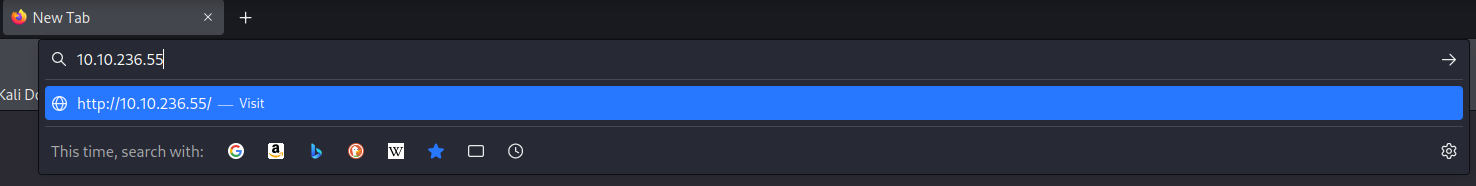 New Tab
10.10.236.55
Kali Do
http://10.10.236.55/ — Visit
This time, search with: